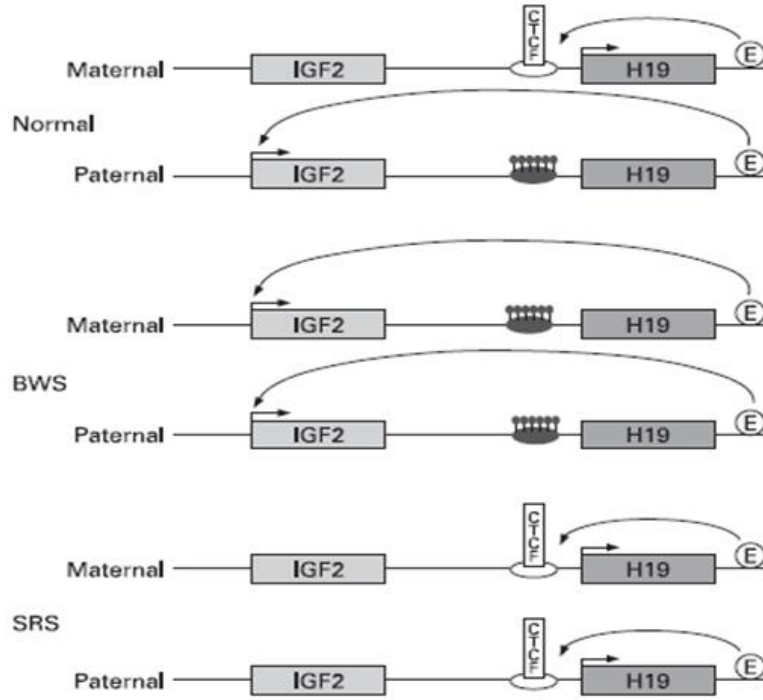 CTCF
Maternal IGF2 H19 E
Normal
Paternal IGF2 H19 E
Maternal IGF2 H19 E
BWS
Paternal IGF2 H19 E
CTCF
Maternal IGF2 H19 E
SRS
CTCF
Paternal IGF2 H19 E